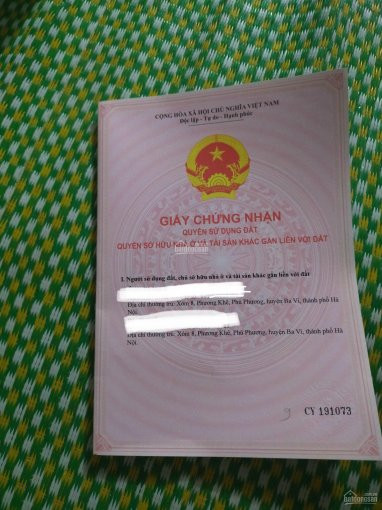 CỘNG HÒA XÃ HỘI CHỦ NGHĨA VIỆT NAM
Độc lập - Tự do - Hạnh phúc
GIẤY CHỨNG NHẬN
QUYỀN SỬ DỤNG ĐẤT
QUYỀN SỞ HỮU NHÀ Ở VÀ TÀI SẢN KHÁC GẮN LIỀN VỚI ĐẤT
I. Người sử dụng đất, chủ sở hữu nhà ở và tài sản khác gắn liền với đất
Địa chỉ thường trú: Xóm 8, Phương Khê, Phú Phương, huyện Ba Vì, thành phố Hà
Nội.
Địa chỉ thường trú: Xóm 8, Phương Khê, Phú Phương, huyện Ba Vì, thành phố Hà
Nội.
CY 191073
batdongsan